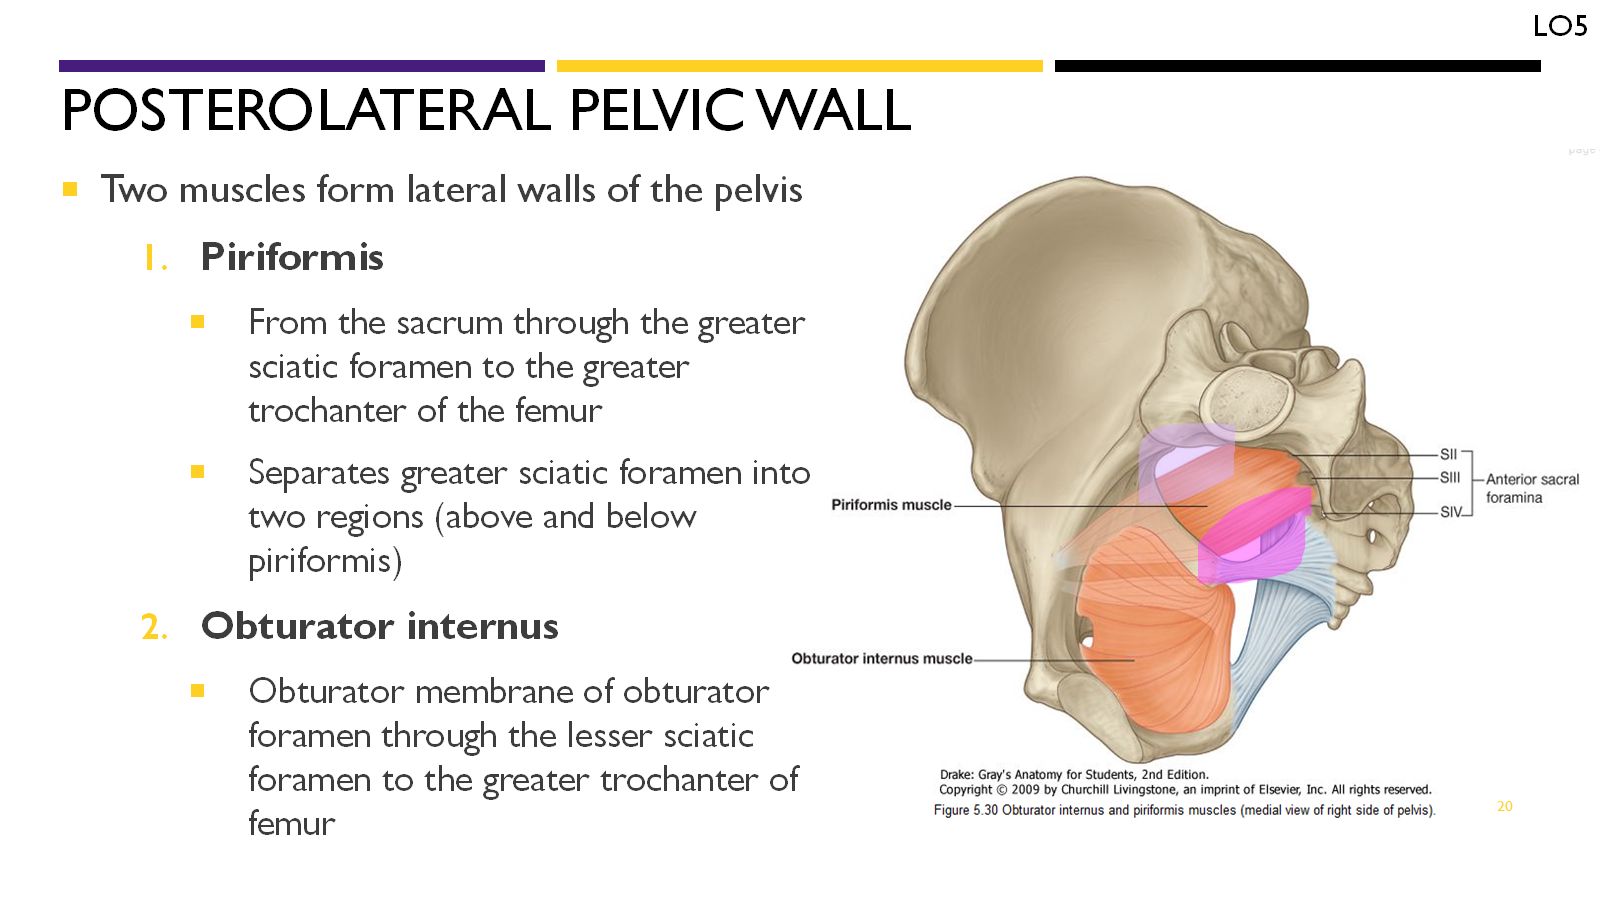 LO5
POSTEROLATERAL PELVIC WALL
page
Two muscles form lateral walls of the pelvis
1. Piriformis
From the sacrum through the greater
sciatic foramen to the greater
trochanter of the femur
Separates greater sciatic foramen into
two regions (above and below
piriformis)
2. Obturator internus
Obturator membrane of obturator
foramen through the lesser sciatic
foramen to the greater trochanter of
femur
SII
SIII
SIV
Anterior sacral
foramina
Piriformis muscle
Obturator internus muscle
Drake: Gray's Anatomy for Students, 2nd Edition.
Copyright © 2009 by Churchill Livingstone, an imprint of Elsevier, Inc. All rights reserved.
Figure 5.30 Obturator internus and piriformis muscles (medial view of right side of pelvis).
20